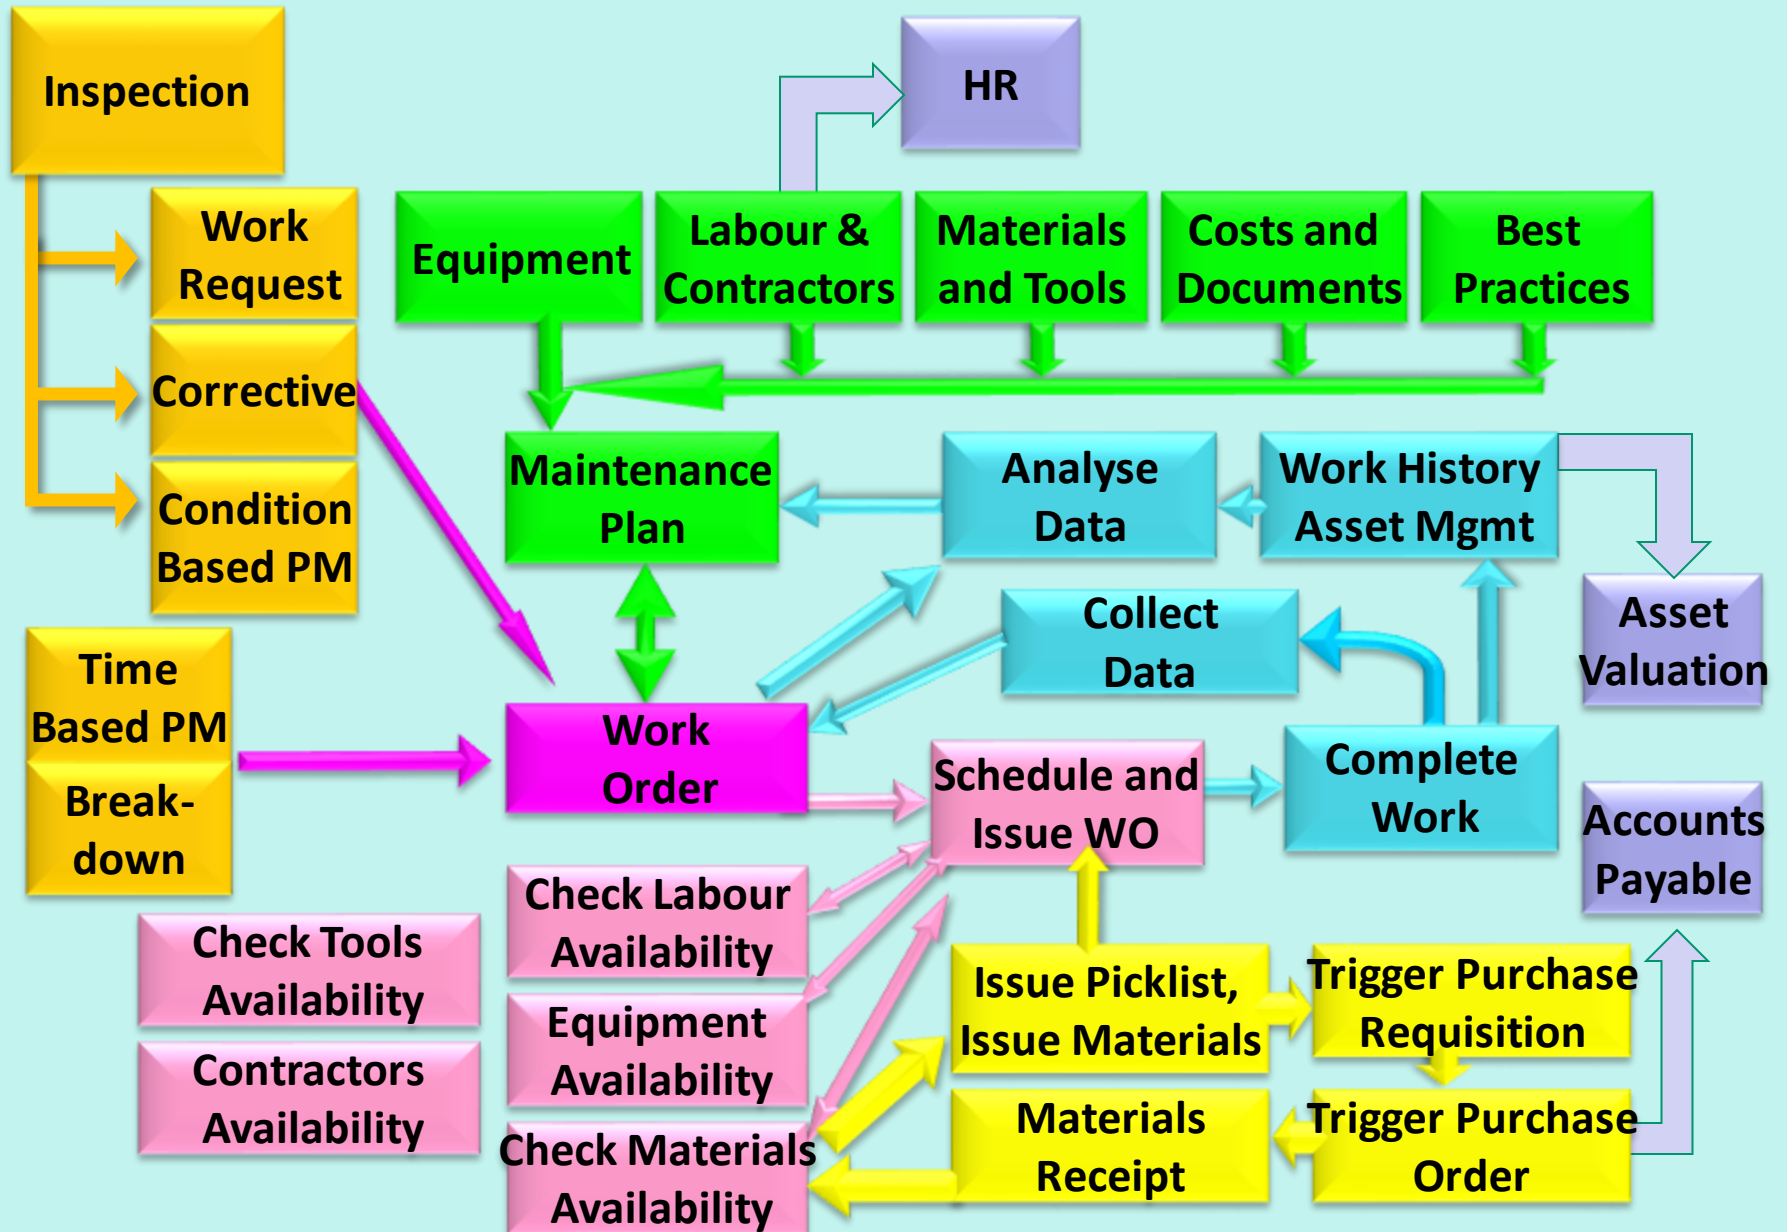 Inspection
HR
Work
Request
Equipment
Labour &
Contractors
Materials
and Tools
Costs and
Documents
Best
Practices
Corrective
Condition
Based PM
Maintenance
Plan
Analyse
Data
Work History
Asset Mgmt
Collect
Data
Asset
Valuation
Time
Based PM
Break-
down
Work
Order
Schedule and
Issue WO
Complete
Work
Accounts
Payable
Check Labour
Availability
Check Tools
Availability
Equipment
Availability
Contractors
Availability
Check Materials
Availability
Issue Picklist,
Issue Materials
Trigger Purchase
Requisition
Materials
Receipt
Trigger Purchase
Order